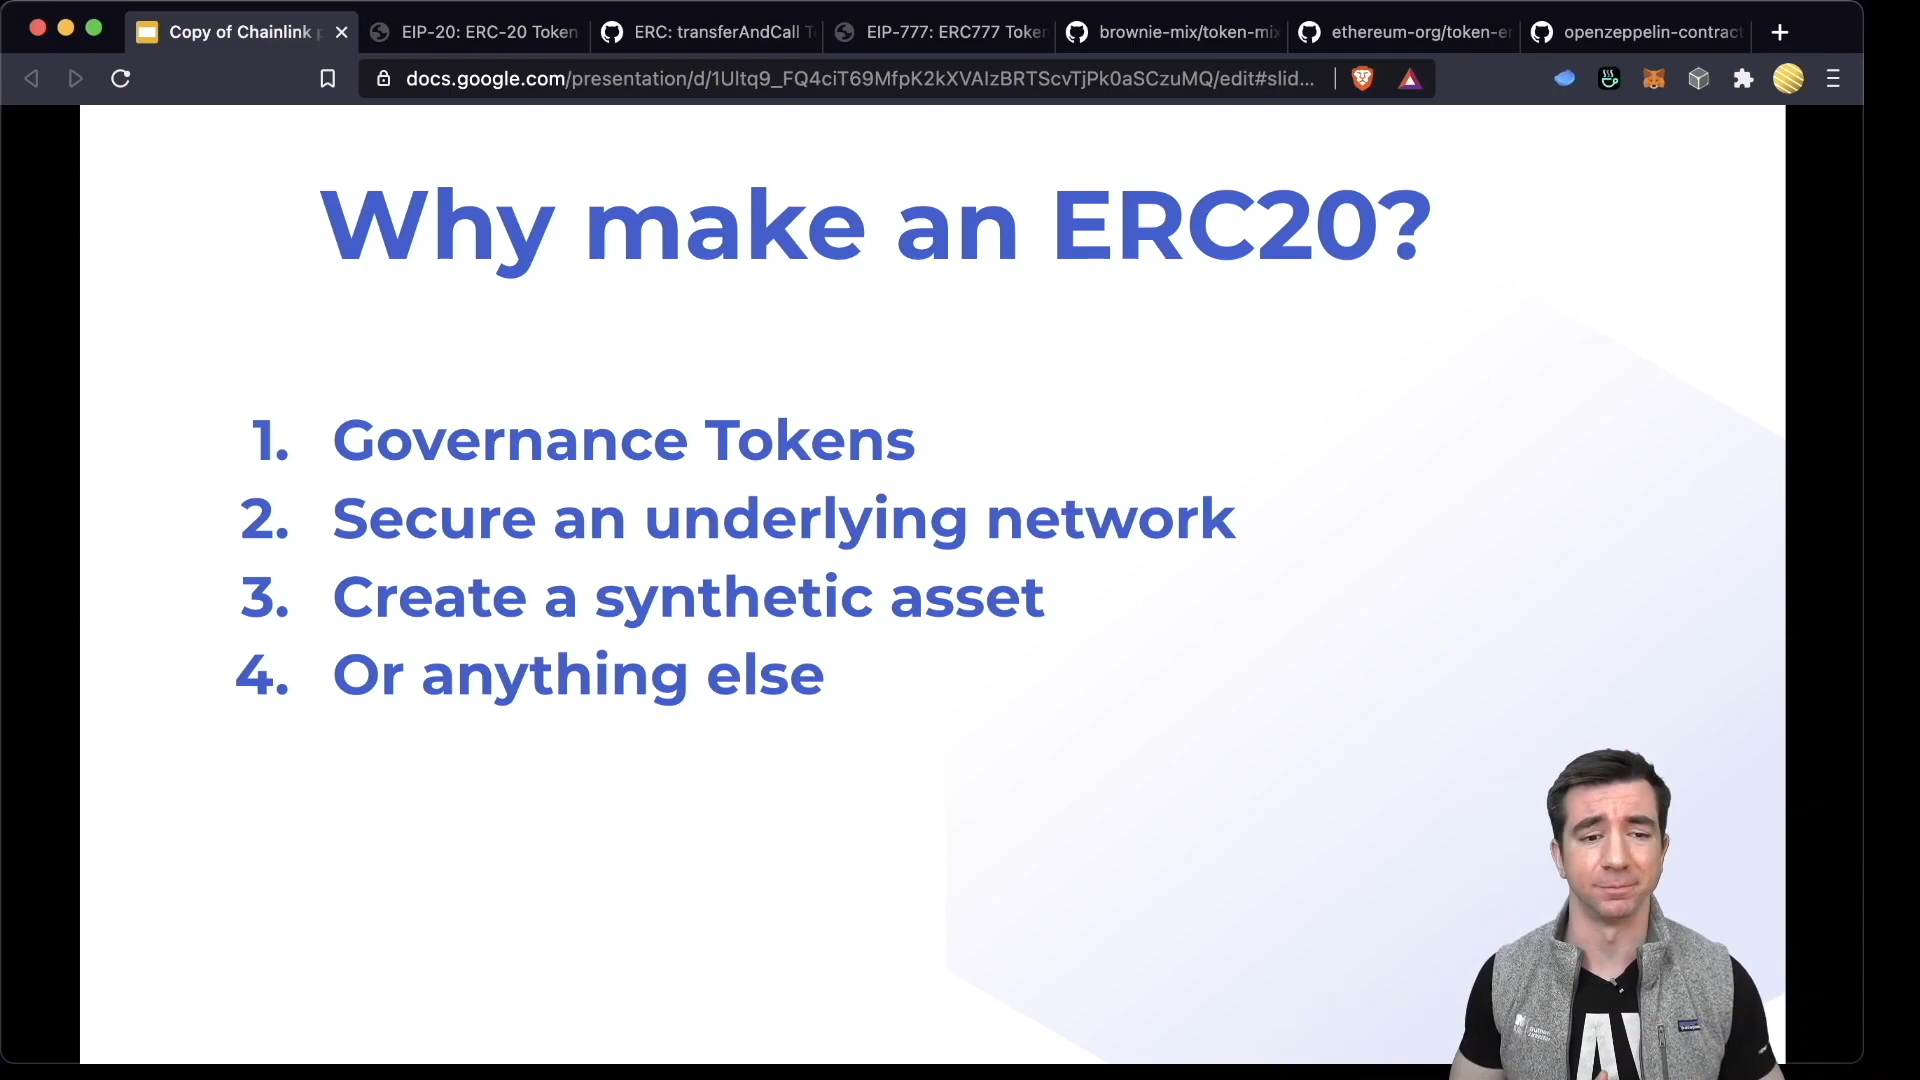 Copy of Chainlink p
EIP-20: ERC-20 Token
ERC: transferAndCall T
EIP-777: ERC777 Toke
brownie-mix/token-mi
ethereum-org/token-e
openzeppelin-contract
docs.google.com/presentation/d/1Ultq9_FQ4ciT69MfpK2kXVAIzBRTScvTjPk0aSCzuMQ/edit#slid...
Why make an ERC20?
1. Governance Tokens
2. Secure an underlying network
3. Create a synthetic asset
4. Or anything else